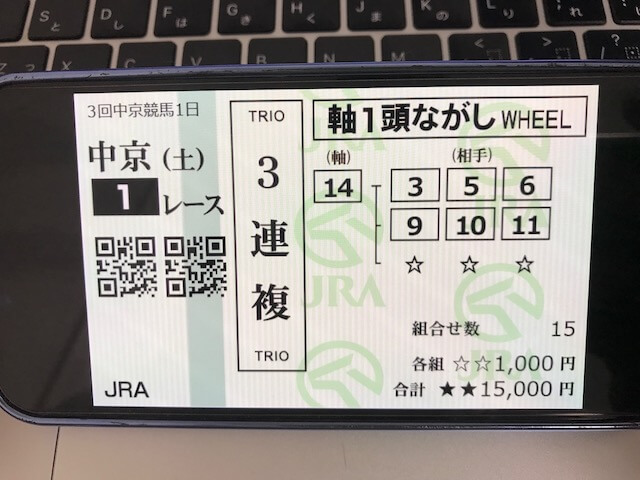 3回中京競馬1日
中京(土)
1レース
JRA
TRIO
3連複
TRIO
軸1頭ながし WHEEL
(軸) (相手)
14 3 5 6
9 10 11
☆ ☆ ☆
組合せ数 15
各組 ☆☆1,000円
合計 ★★15,000円
JRA
JRA
JRA